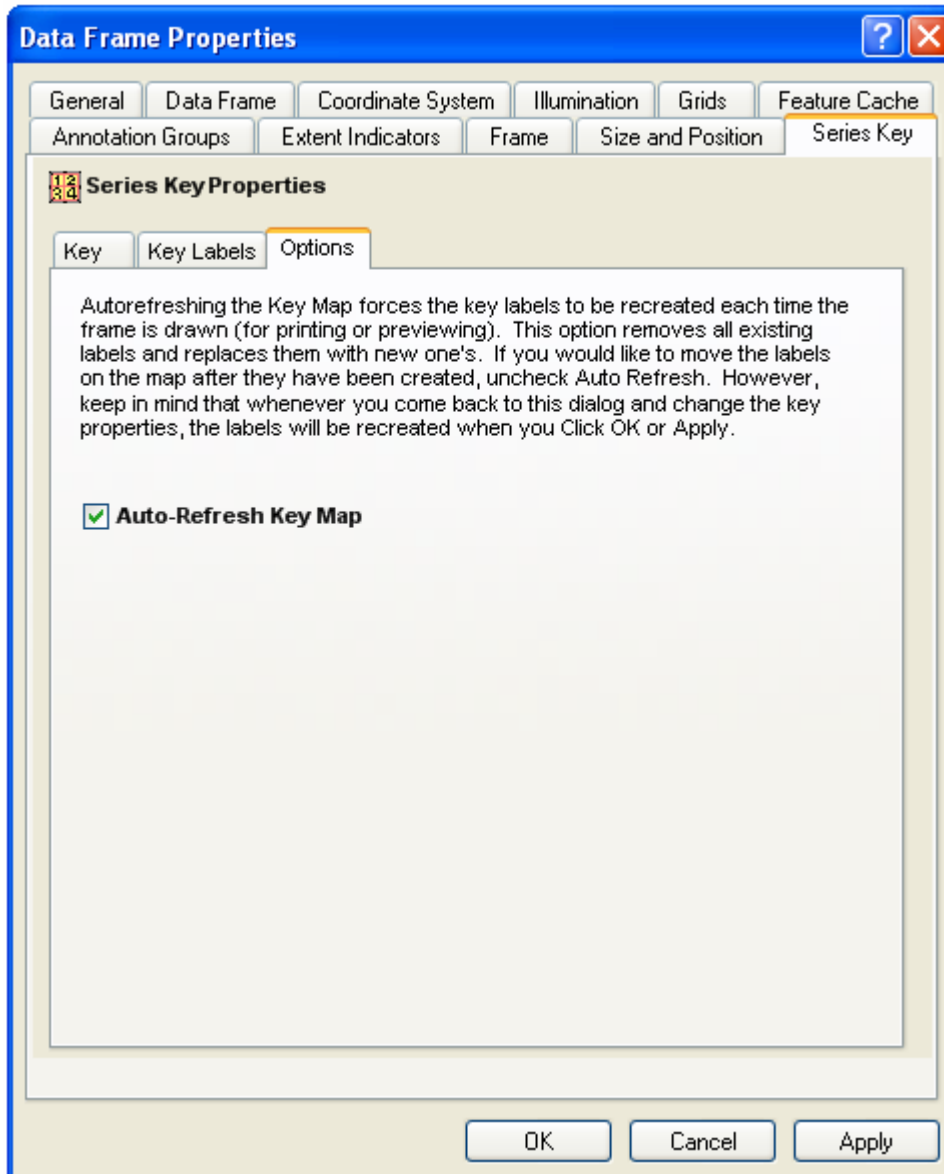 Data Frame Properties
General Data Frame Coordinate System Illumination Grids Feature Cache
Annotation Groups Extent Indicators Frame Size and Position Series Key
1 2
3 4
Series Key Properties
Key Key Labels Options
Autorefreshing the Key Map forces the key labels to be recreated each time the
frame is drawn (for printing or previewing). This option removes all existing
labels and replaces them with new one's. If you would like to move the labels
on the map after they have been created, uncheck Auto Refresh. However,
keep in mind that whenever you come back to this dialog and change the key
properties, the labels will be recreated when you Click OK or Apply.
Auto-Refresh Key Map
OK Cancel Apply